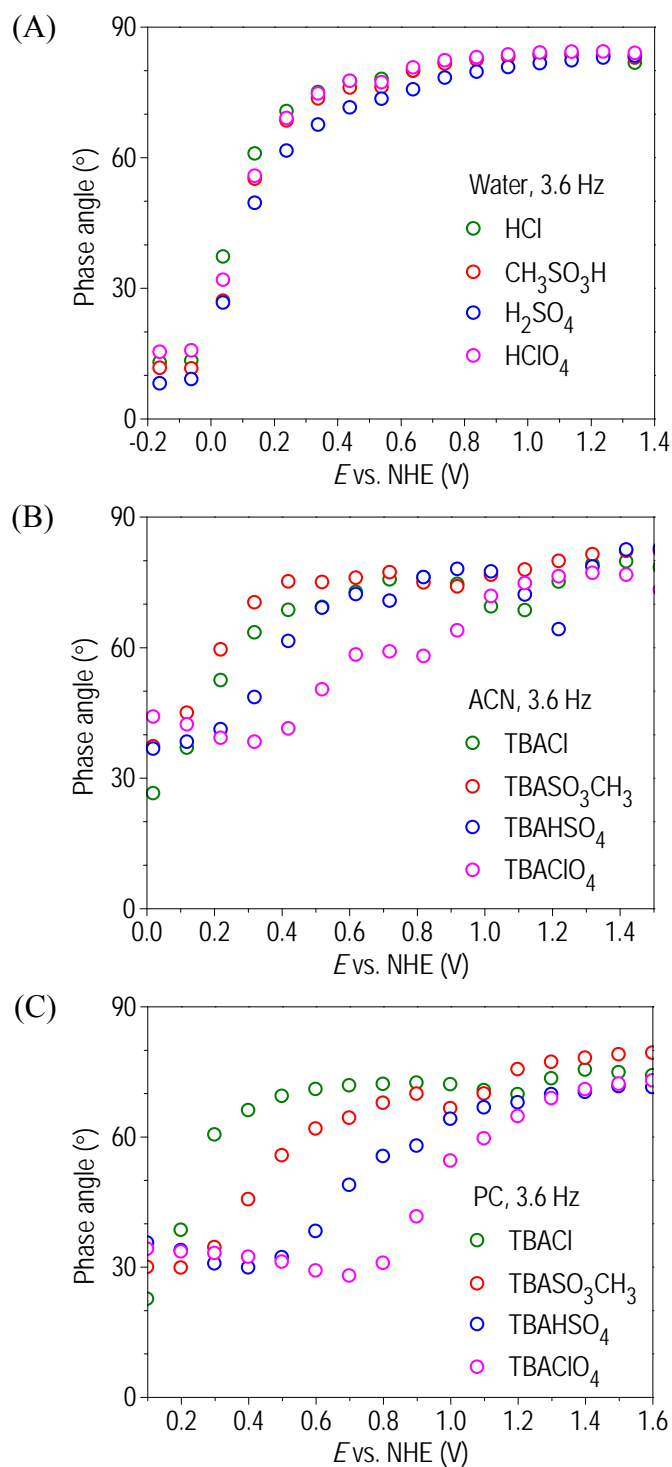 (A)
90
60
30
0
Phase angle (°)
Water, 3.6 Hz
HCl
CH₃SO₃H
H₂SO₄
HClO₄
-0.2 0.0 0.2 0.4 0.6 0.8 1.0 1.2 1.4
E vs. NHE (V)
(B)
90
60
30
0
Phase angle (°)
ACN, 3.6 Hz
TBACl
TBASO₃CH₃
TBAHSO₄
TBAClO₄
0.0 0.2 0.4 0.6 0.8 1.0 1.2 1.4
E vs. NHE (V)
(C)
90
60
30
0
Phase angle (°)
PC, 3.6 Hz
TBACl
TBASO₃CH₃
TBAHSO₄
TBAClO₄
0.2 0.4 0.6 0.8 1.0 1.2 1.4 1.6
E vs. NHE (V)